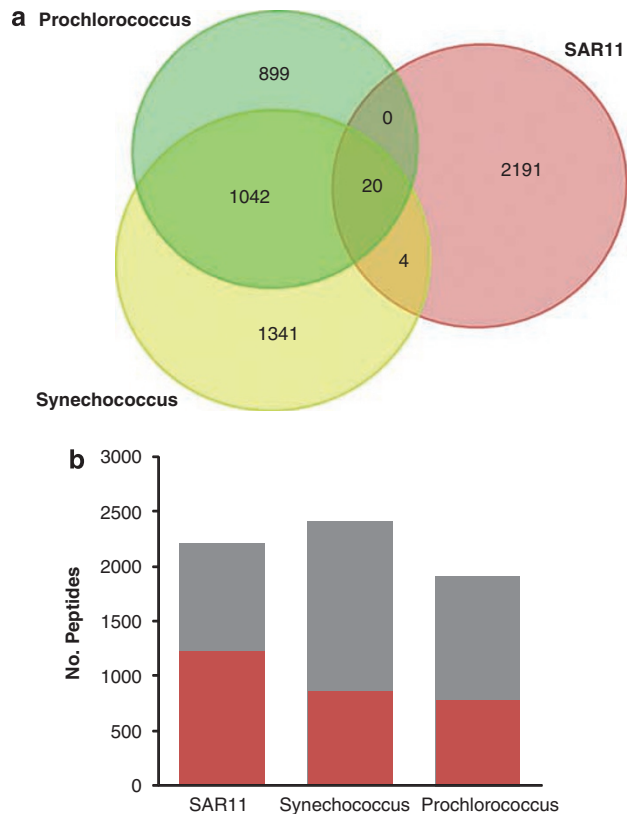 a Prochlorococcus
SAR11
899
0
2191
20
1042
4
1341
Synechococcus
b
3000
2500
2000
1500
1000
500
0
No. Peptides
SAR11 Synechococcus Prochlorococcus